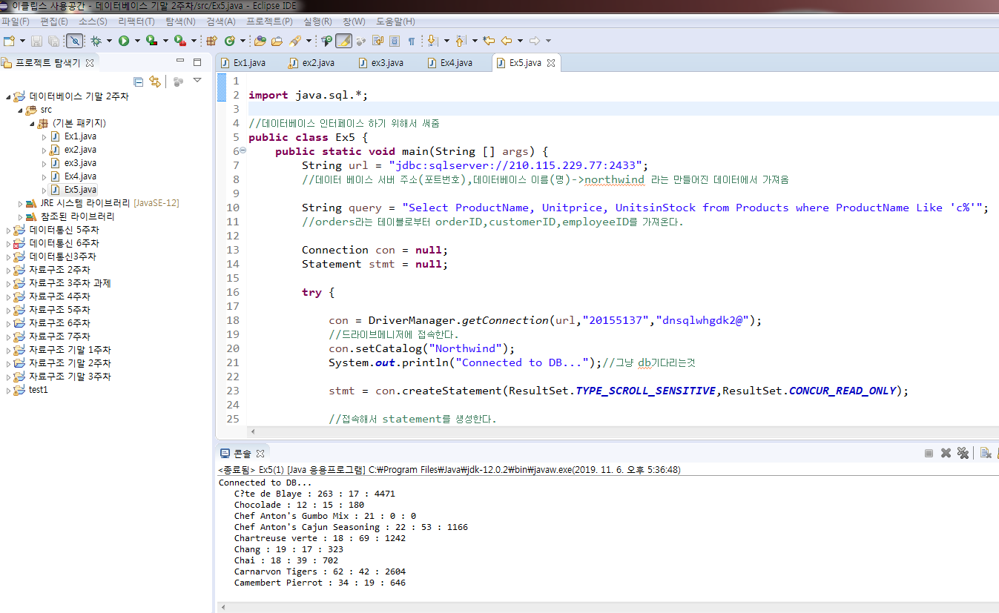 이클립스 사용공간 - 데이터베이스 기말 2주차/src/Ex5.java - Eclipse IDE
파일(F) 편집(E) 소스(S) 리팩터(T) 탐색(N) 검색(A) 프로젝트(P) 실행(R) 창(W) 도움말(H)
프로젝트 탐색기
데이터베이스 기말 2주차
src
(기본 패키지)
Ex1.java
ex2.java
ex3.java
Ex4.java
Ex5.java
JRE 시스템 라이브러리 [JavaSE-12]
참조된 라이브러리
데이터통신 5주차
데이터통신 6주차
데이터통신3주차
자료구조 2주차
자료구조 3주차 과제
자료구조 4주차
자료구조 5주차
자료구조 6주차
자료구조 7주차
자료구조 기말 1주차
자료구조 기말 2주차
자료구조 기말 3주차
test1
Ex1.java ex2.java ex3.java Ex4.java Ex5.java
1
2 import java.sql.*;
3
4 //데이터베이스 인터페이스 하기 위해서 써줌
5 public class Ex5 {
6 public static void main(String [] args) {
7 String url = "jdbc:sqlserver://210.115.229.77:2433";
8 //데이터 베이스 서버 주소(포트번호),데이터베이스 이름(명)->northwind 라는 만들어진 데이터에서 가져옴
9
10 String query = "Select ProductName, Unitprice, UnitsinStock from Products where ProductName Like 'c%'";
11 //orders라는 테이블로부터 orderID,customerID,employeeID를 가져온다.
12
13 Connection con = null;
14 Statement stmt = null;
15
16 try {
17
18 con = DriverManager.getConnection(url,"20155137","dnsqlwhgdk2@");
19 //드라이브메니저에 접속한다.
20 con.setCatalog("Northwind");
21 System.out.println("Connected to DB...");//그냥 db기다리는것
22
23 stmt = con.createStatement(ResultSet.TYPE_SCROLL_SENSITIVE,ResultSet.CONCUR_READ_ONLY);
24
25 //접속해서 statement를 생성한다.
콘솔
<종료됨> Ex5(1) [Java 응용프로그램] C:₩Program Files₩Java₩jdk-12.0.2₩bin₩javaw.exe(2019. 11. 6. 오후 5:36:48)
Connected to DB...
C?te de Blaye : 263 : 17 : 4471
Chocolade : 12 : 15 : 180
Chef Anton's Gumbo Mix : 21 : 0 : 0
Chef Anton's Cajun Seasoning : 22 : 53 : 1166
Chartreuse verte : 18 : 69 : 1242
Chang : 19 : 17 : 323
Chai : 18 : 39 : 702
Carnarvon Tigers : 62 : 42 : 2604
Camembert Pierrot : 34 : 19 : 646